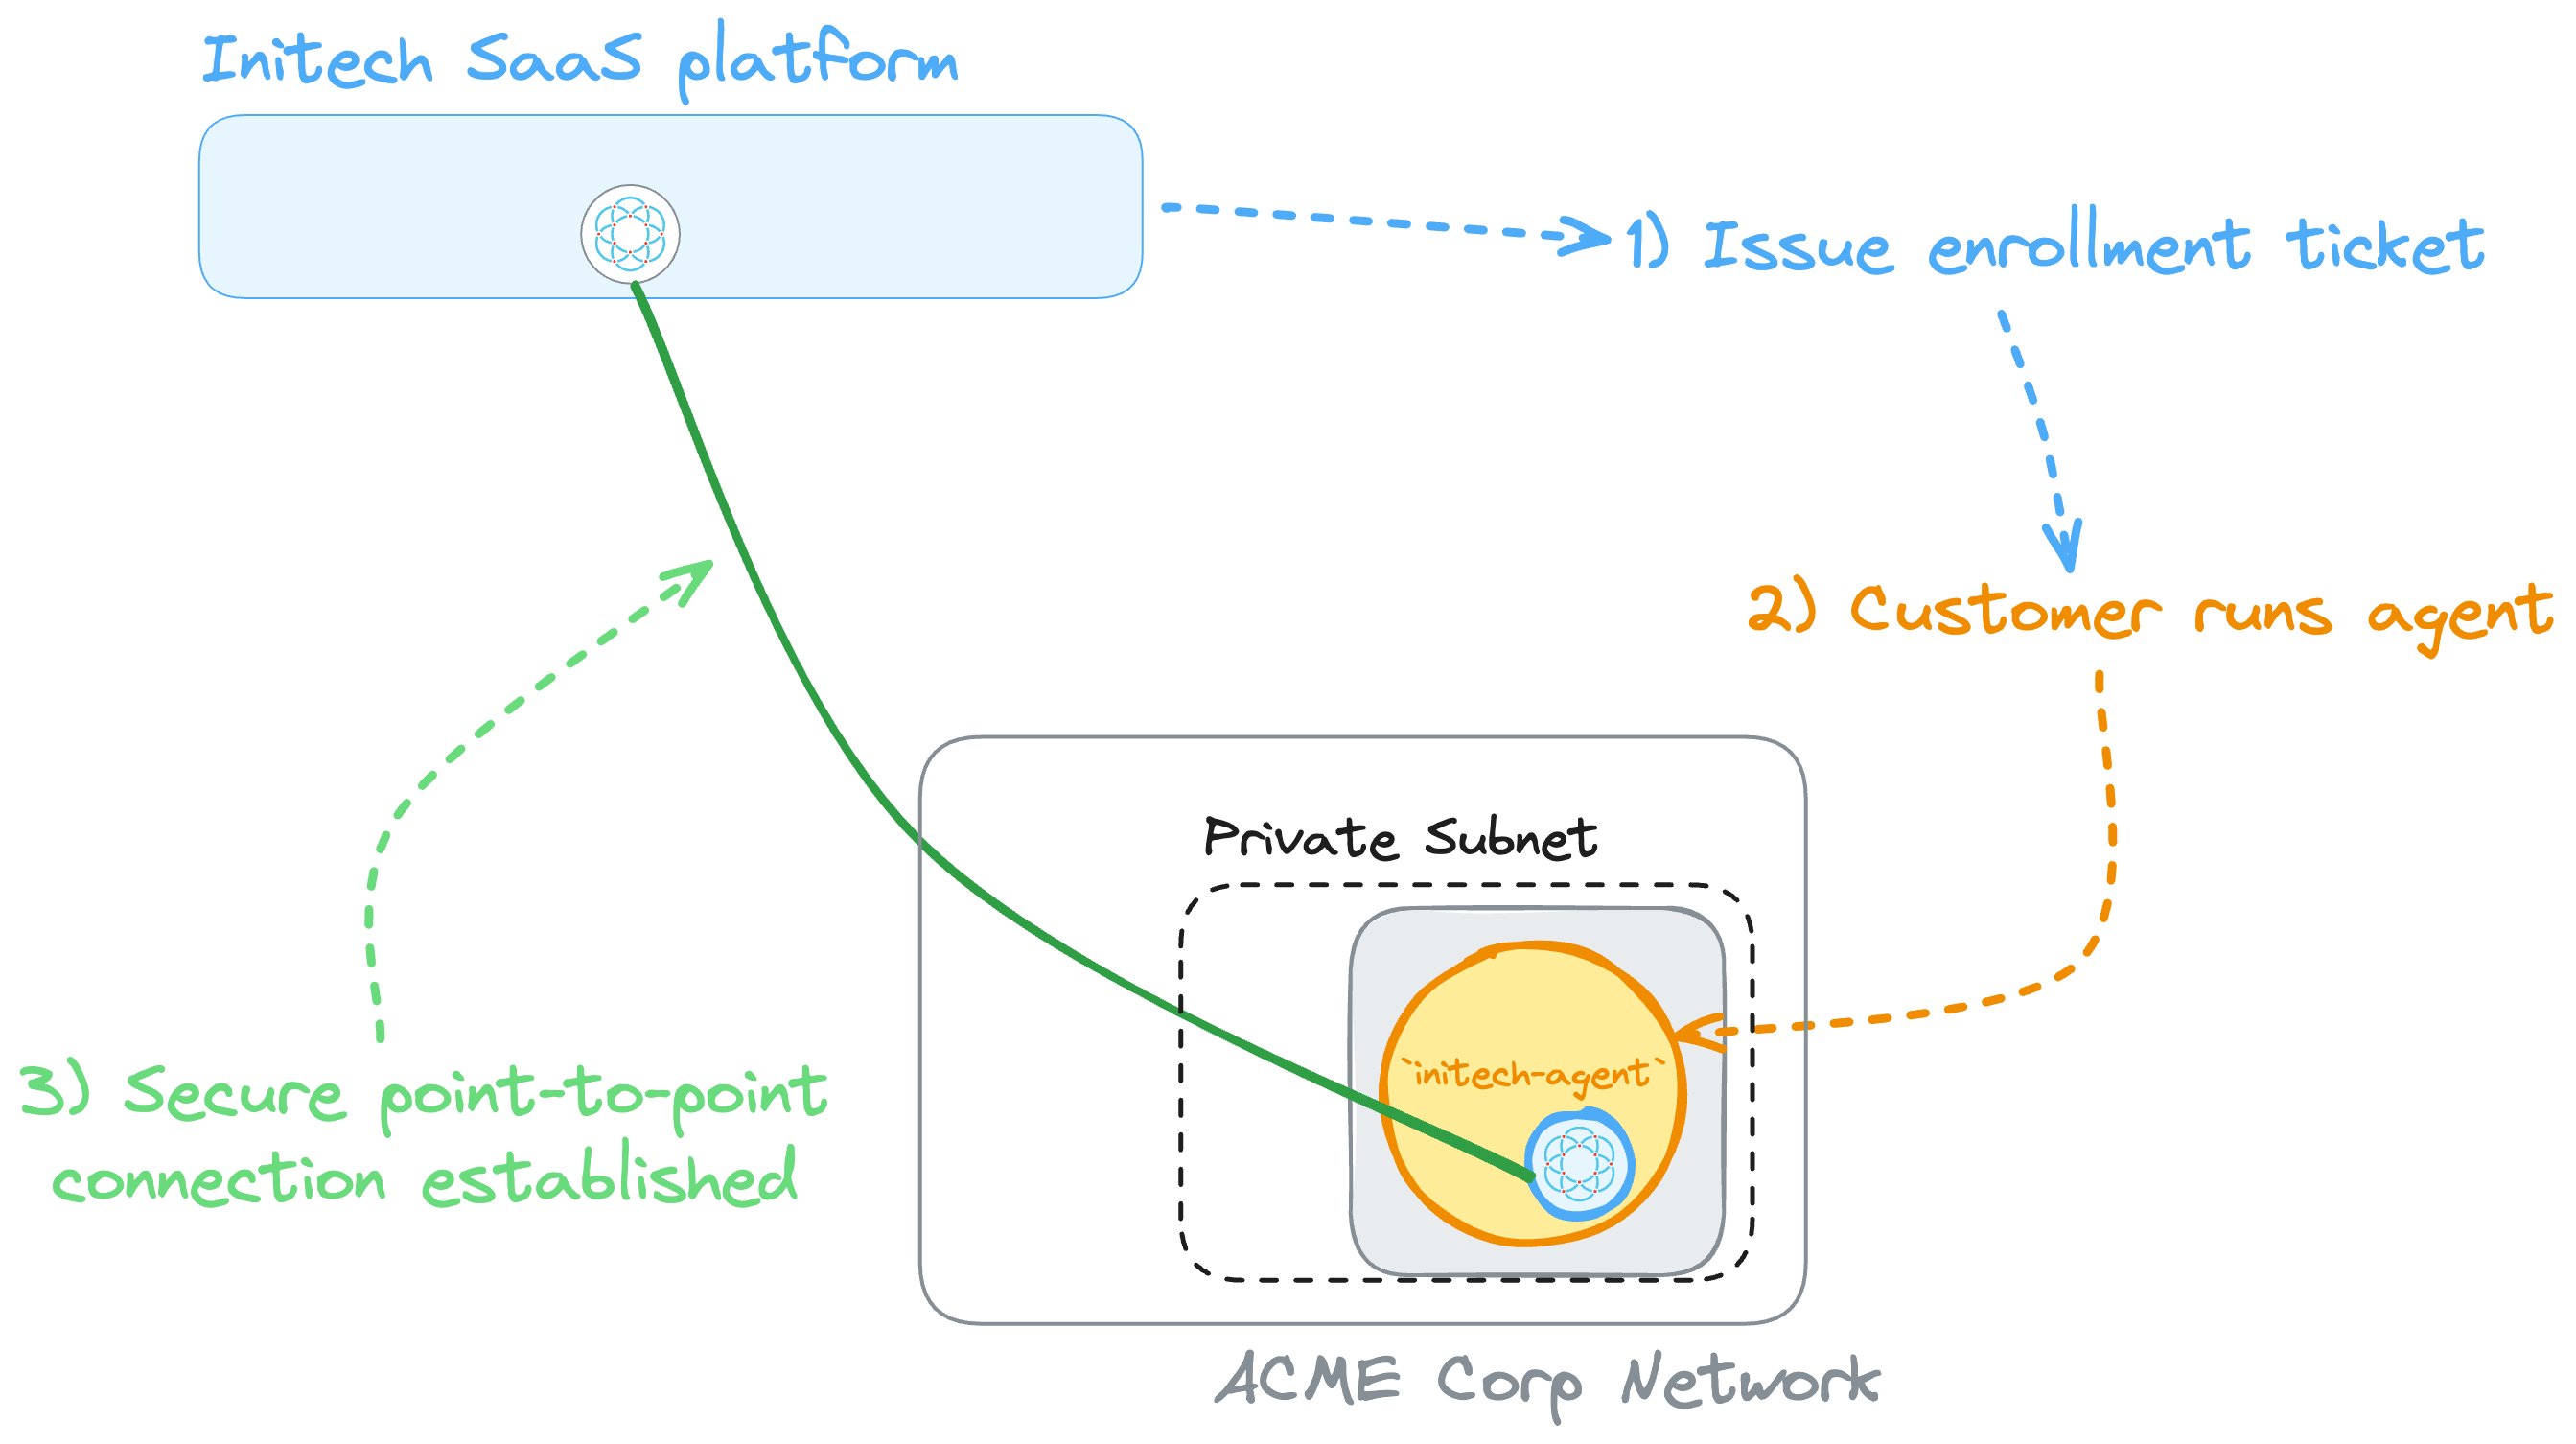 Initech SaaS platform
1) Issue enrollment ticket
2) Customer runs agent
Private Subnet
`initech-agent`
3) Secure point-to-point
connection established
ACME Corp Network